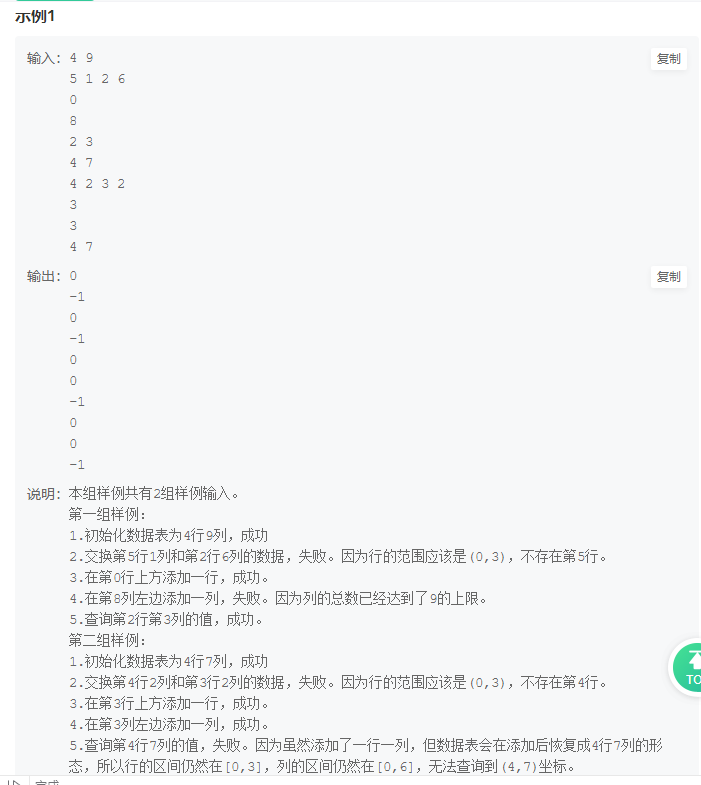 示例1
输入：4 9
复制
5 1 2 6
0
8
2 3
4 7
4 2 3 2
3
3
4 7
输出：0
复制
-1
0
-1
0
0
-1
0
0
-1
说明：本组样例共有2组样例输入。
第一组样例：
1.初始化数据表为4行9列，成功
2.交换第5行1列和第2行6列的数据，失败。因为行的范围应该是(0,3)，不存在第5行。
3.在第0行上方添加一行，成功。
4.在第8列左边添加一列，失败。因为列的总数已经达到了9的上限。
5.查询第2行第3列的值，成功。
第二组样例：
1.初始化数据表为4行7列，成功
2.交换第4行2列和第3行2列的数据，失败。因为行的范围应该是(0,3)，不存在第4行。
3.在第3行上方添加一行，成功。
4.在第3列左边添加一列，成功。
5.查询第4行7列的值，失败。因为虽然添加了一行一列，但数据表会在添加后恢复成4行7列的形
态，所以行的区间仍然在[0,3]，列的区间仍然在[0,6]，无法查询到(4,7)坐标。
TO